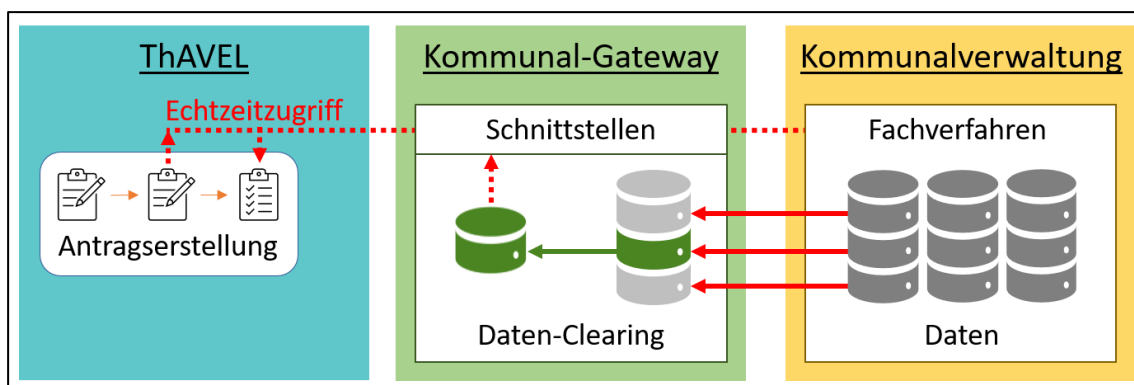 ThAVEL
Echtzeitzugriff
Antragserstellung
Kommunal-Gateway
Schnittstellen
Daten-Clearing
Kommunalverwaltung
Fachverfahren
Daten